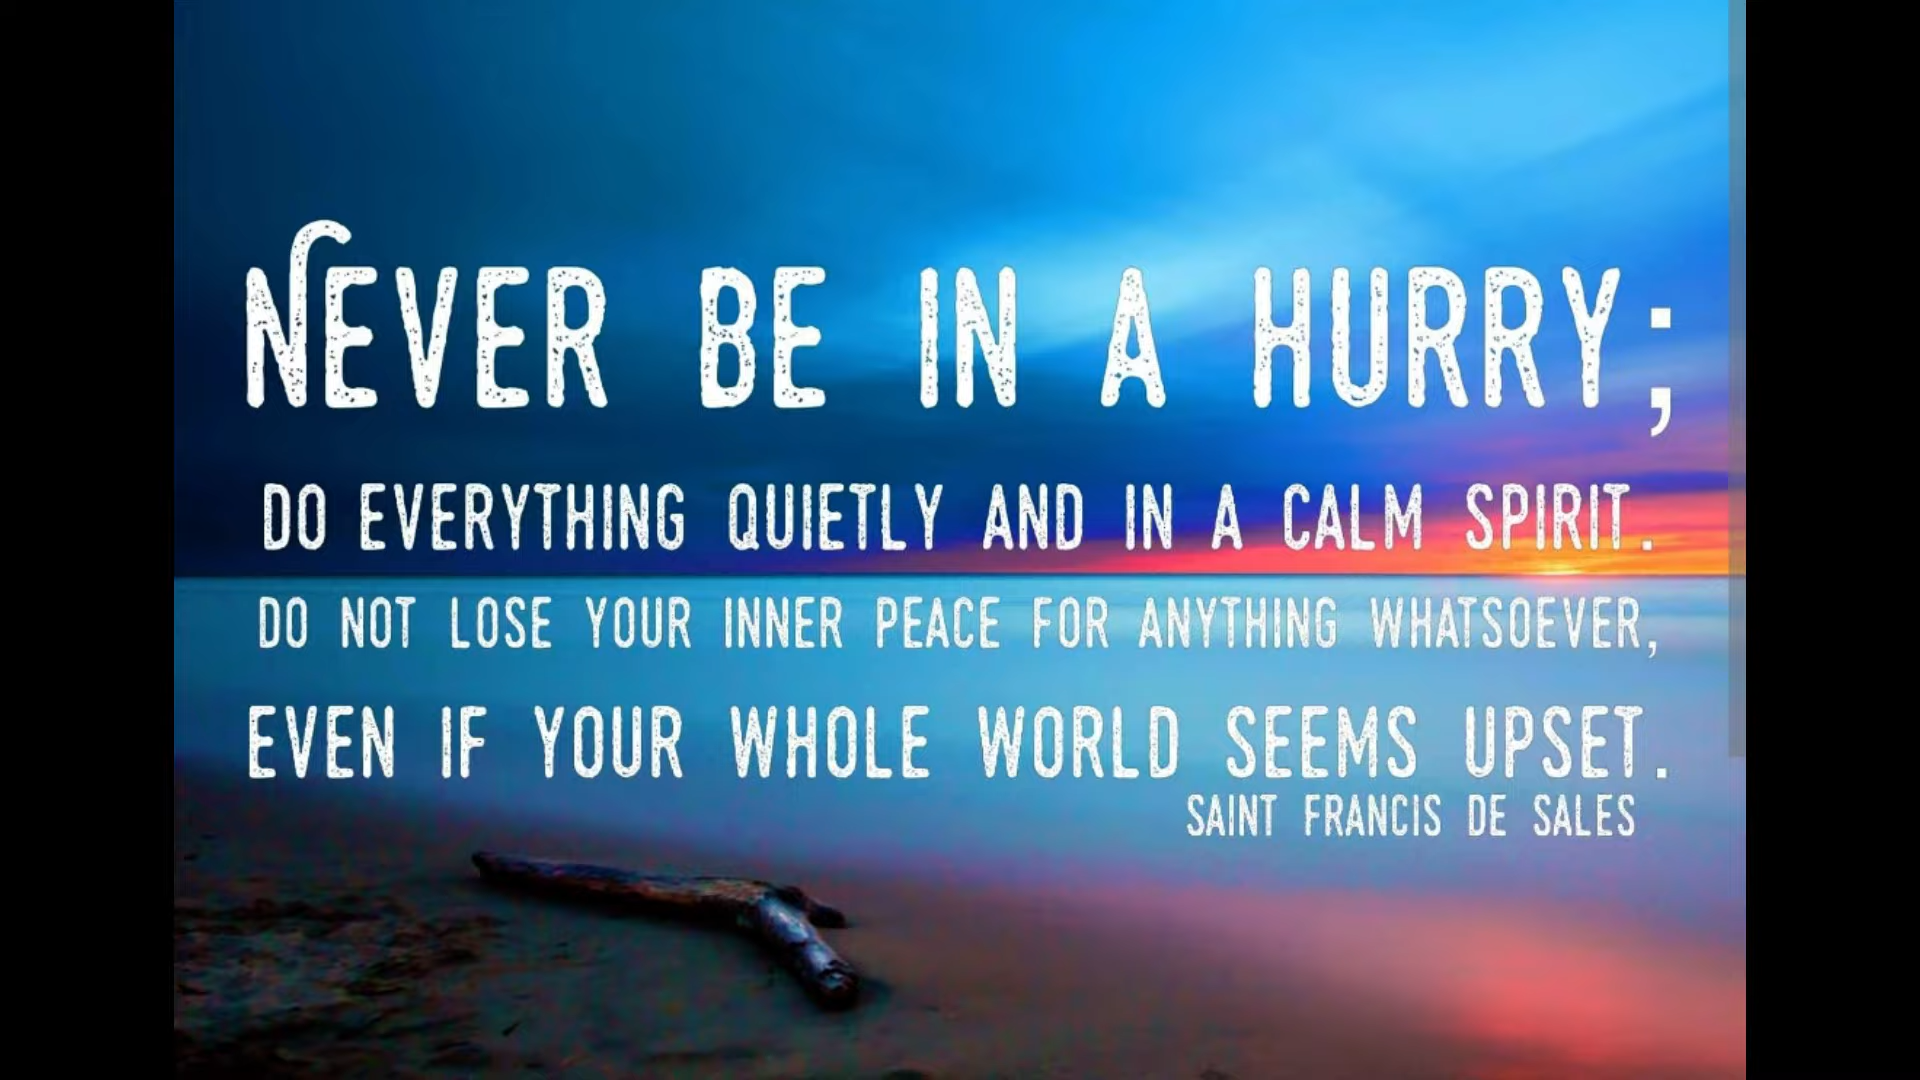 NEVER BE IN A HURRY;
DO EVERYTHING QUIETLY AND IN A CALM SPIRIT.
DO NOT LOSE YOUR INNER PEACE FOR ANYTHING WHATSOEVER,
EVEN IF YOUR WHOLE WORLD SEEMS UPSET.
SAINT FRANCIS DE SALES